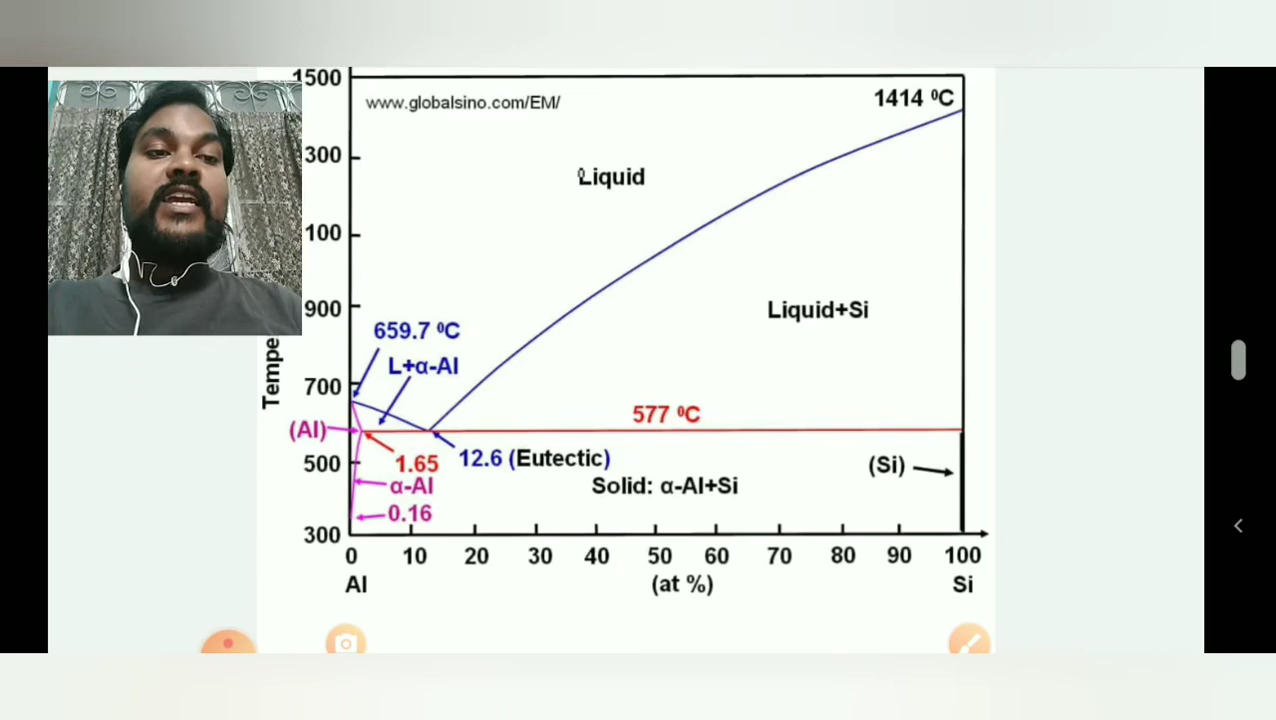 1500
www.globalsino.com/EM/
1414 ⁰C
300
Liquid
100
900
Liquid+Si
659.7 ⁰C
L+α-Al
Tempe
700
577 ⁰C
(Al)
1.65
12.6 (Eutectic)
500
(Si)
α-Al
Solid: α-Al+Si
0.16
300
0 10 20 30 40 50 60 70 80 90 100
Al (at %) Si